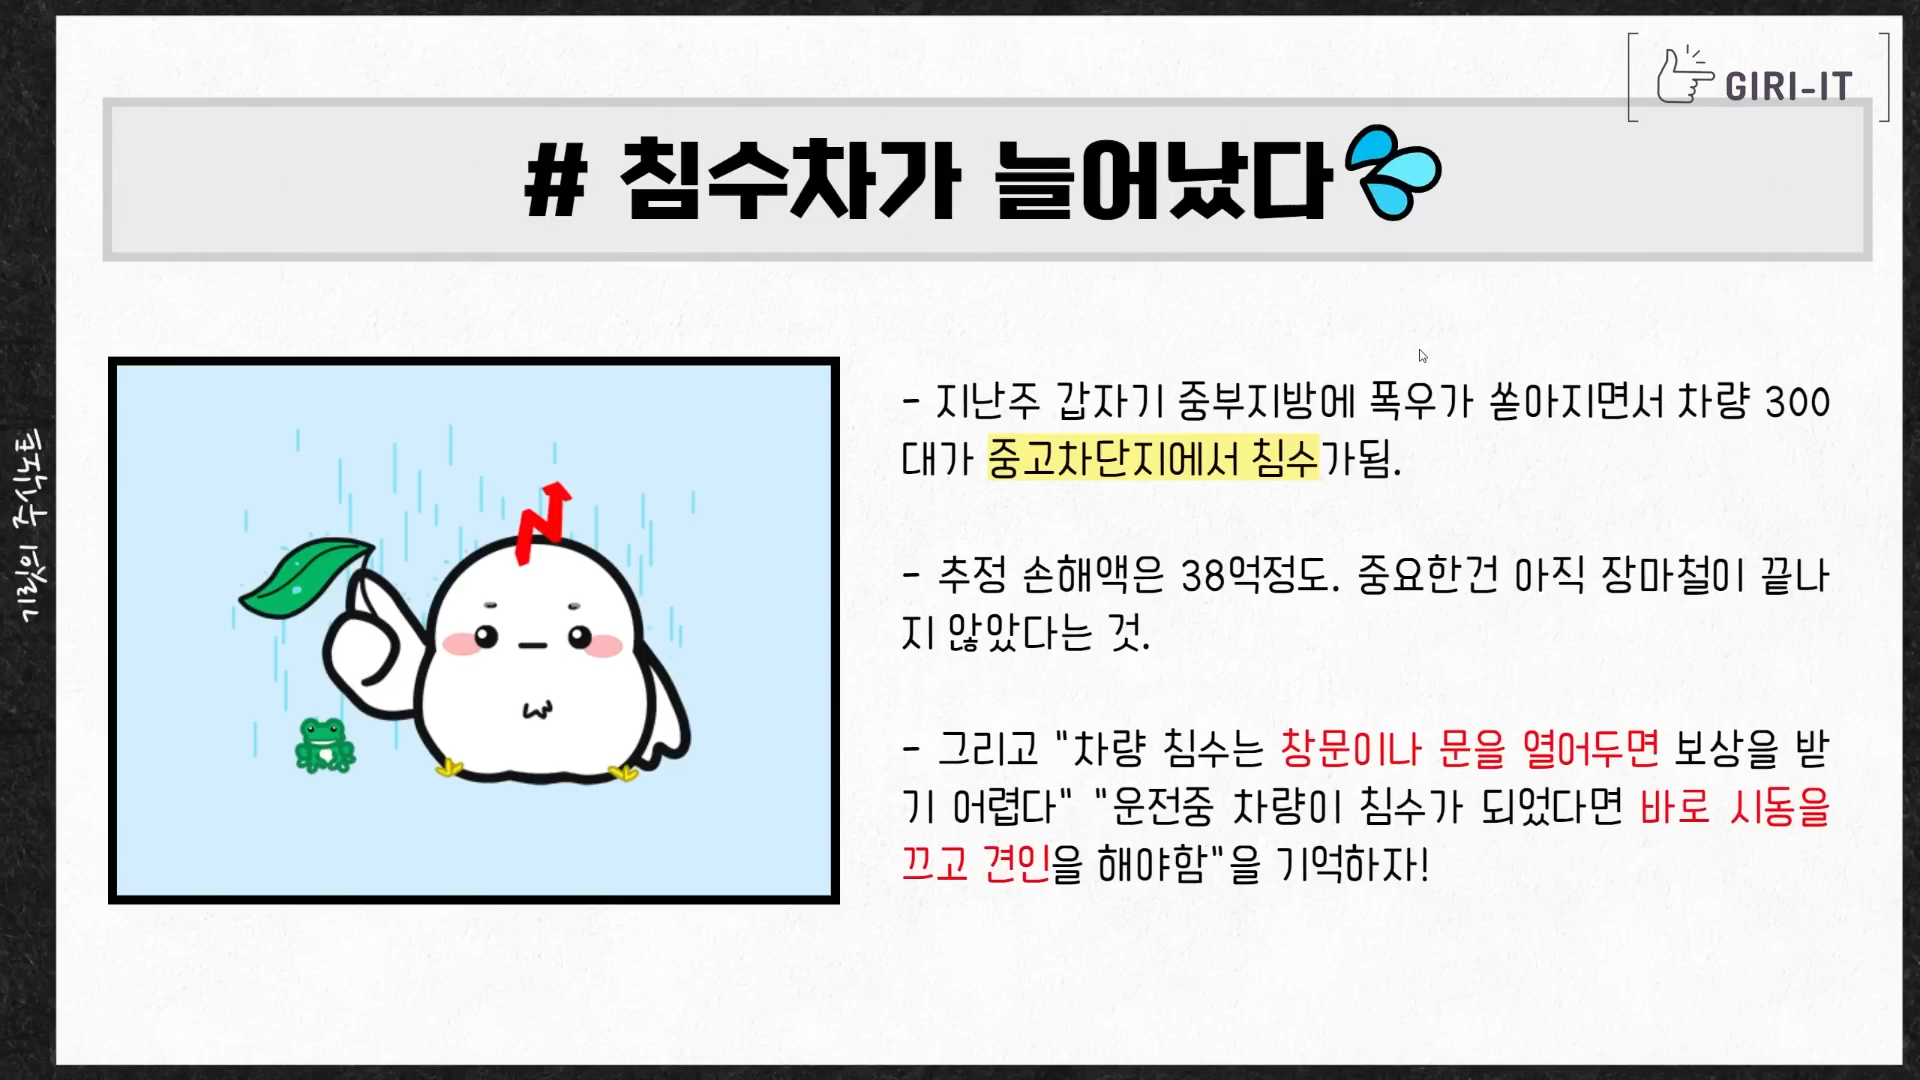 GIRI-IT
# 침수차가 늘어났다💦
- 지난주 갑자기 중부지방에 폭우가 쏟아지면서 차량 300
대가 중고차단지에서 침수가됨.
- 추정 손해액은 38억정도. 중요한건 아직 장마철이 끝나
지 않았다는 것.
- 그리고 "차량 침수는 창문이나 문을 열어두면 보상을 받
기 어렵다" "운전중 차량이 침수가 되었다면 바로 시동을
끄고 견인을 해야함"을 기억하자!
기릿의 주식노트